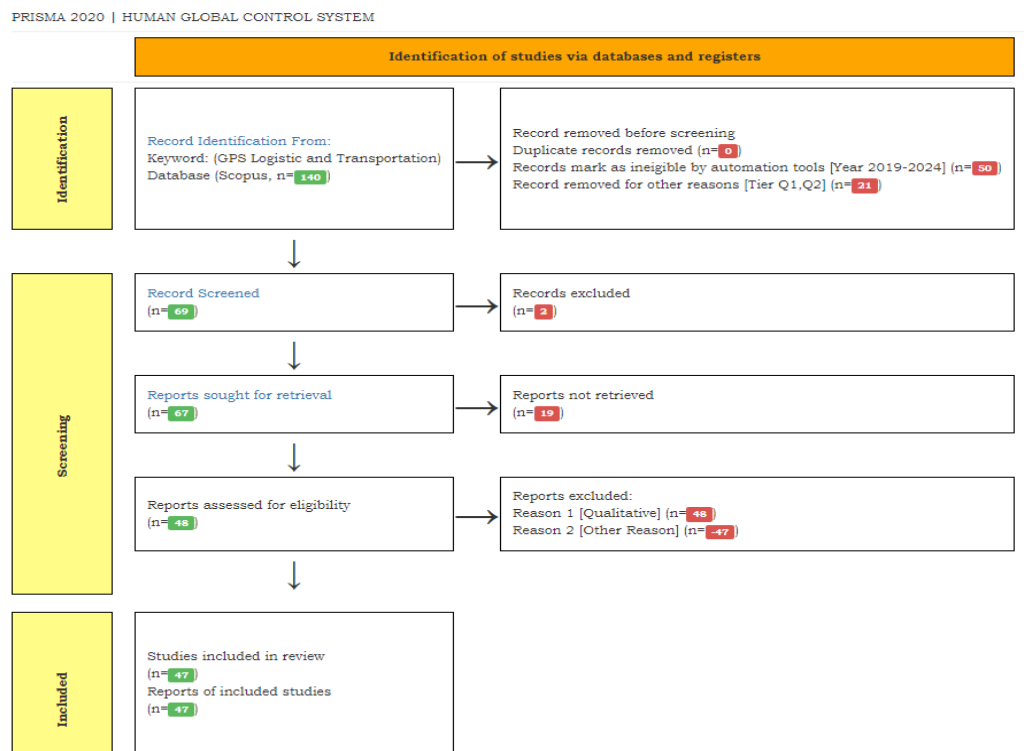 PRISMA 2020 | HUMAN GLOBAL CONTROL SYSTEM
Identification of studies via databases and registers
Identification
Record Identification From:
Keyword: (GPS Logistic and Transportation)
Database (Scopus, n=140)
Record removed before screening
Duplicate records removed (n=0)
Records mark as ineigible by automation tools [Year 2019-2024] (n=50)
Record removed for other reasons [Tier Q1,Q2] (n=21)
Screening
Record Screened
(n=69)
Records excluded
(n=2)
Reports sought for retrieval
(n=67)
Reports not retrieved
(n=19)
Reports assessed for eligibility
(n=48)
Reports excluded:
Reason 1 [Qualitative] (n=48)
Reason 2 [Other Reason] (n=-47)
Included
Studies included in review
(n=47)
Reports of included studies
(n=47)